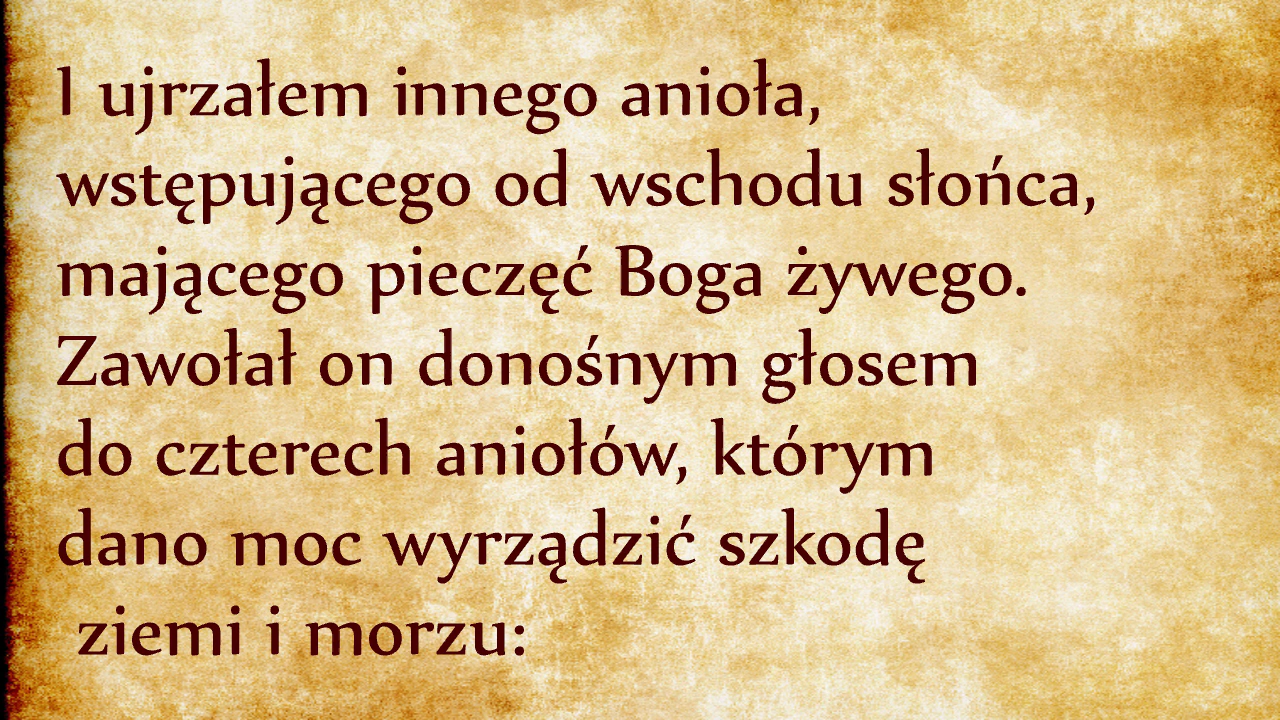 I ujrzałem innego anioła,
wstępującego od wschodu słońca,
mającego pieczęć Boga żywego.
Zawołał on donośnym głosem
do czterech aniołów, którym
dano moc wyrządzić szkodę
ziemi i morzu: